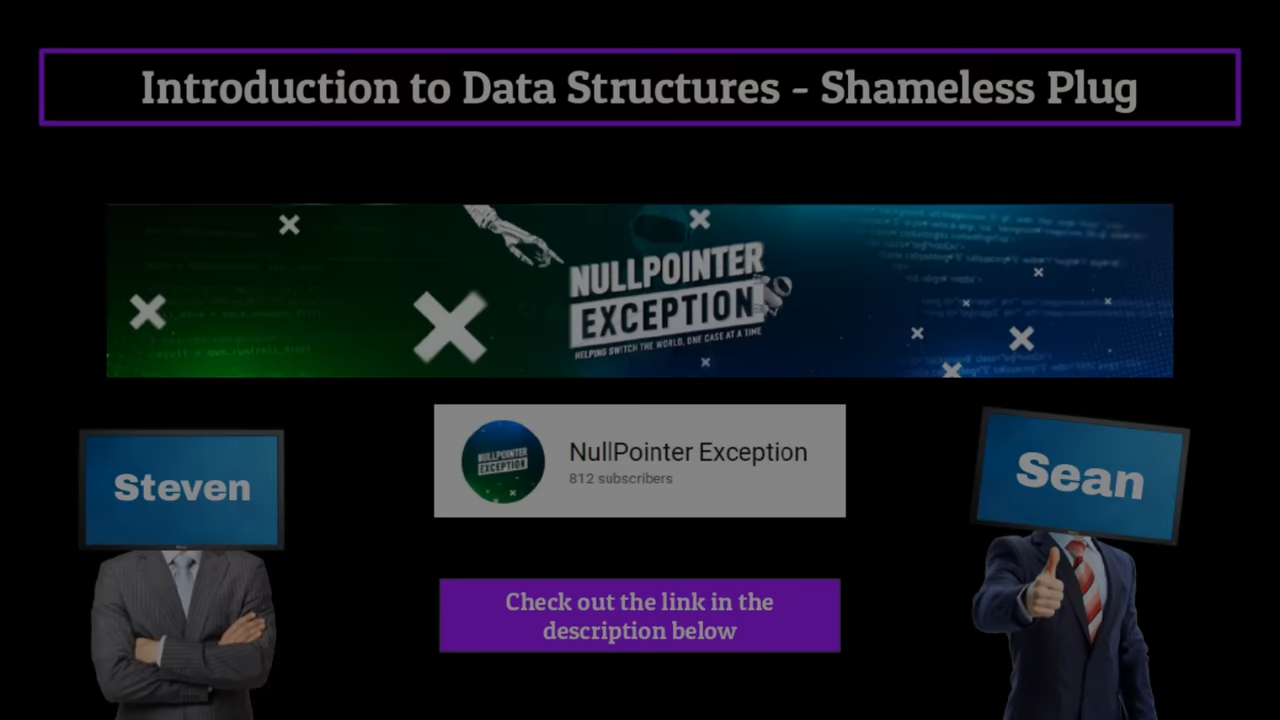 Introduction to Data Structures - Shameless Plug
NULLPOINTER
EXCEPTION
HELPING SWITCH THE WORLD, ONE CASE AT A TIME
Steven
NULLPOINTER
EXCEPTION
NullPointer Exception
812 subscribers
Sean
Check out the link in the
description below